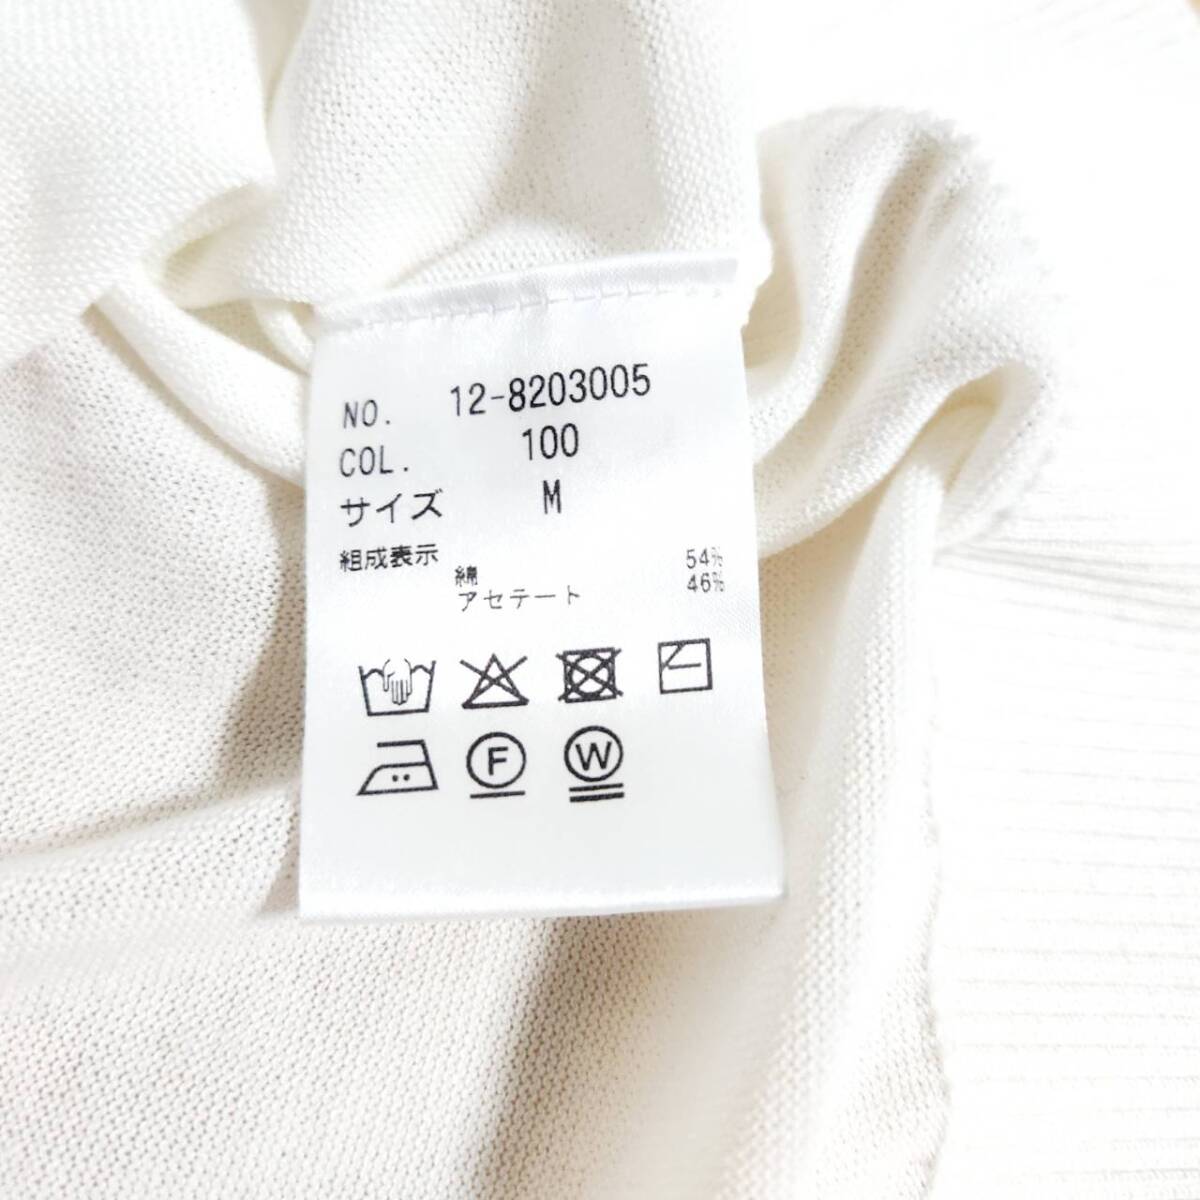 NO. 12-8203005
COL. 100
サイズ M
組成表示
綿 54%
アセテート 46%
F W